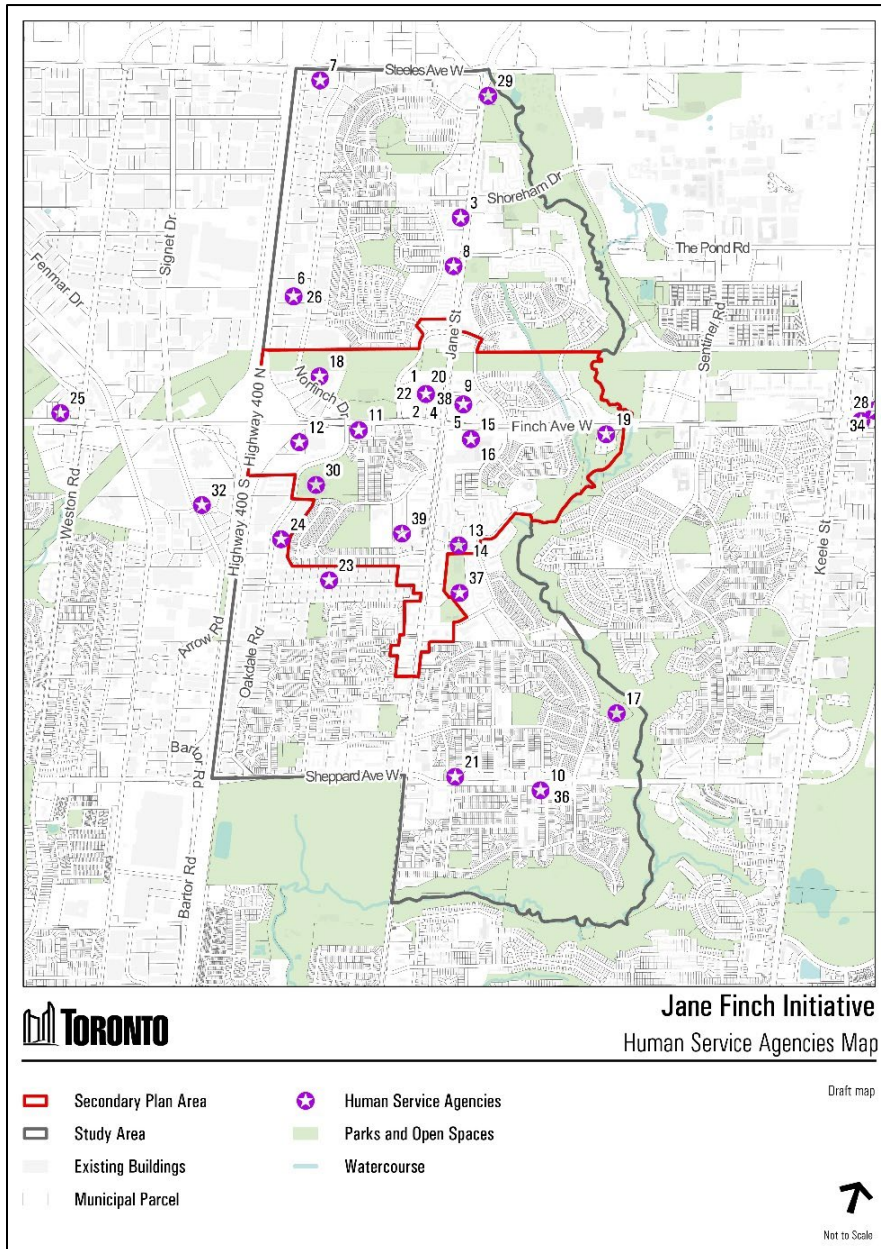 7
Steeles Ave W
29
3
Shoreham Dr
The Pond Rd
8
Signet Dr
Fenmar Dr
6
26
Jane St
Sentinel Rd
Highway 400 N
18
Norfinch Dr
1
20
22
38
9
2
4
25
12
11
5
15
16
Finch Ave W
19
28
34
Weston Rd
30
32
Highway 400 S
24
39
13
14
23
37
Keele St
Arrow Rd
Oakdale Rd
17
Bartor Rd
Sheppard Ave W
21
10
36
Bartor Rd
TORONTO
Jane Finch Initiative
Human Service Agencies Map
Secondary Plan Area
Human Service Agencies
Draft map
Study Area
Parks and Open Spaces
Existing Buildings
Watercourse
Municipal Parcel
Not to Scale